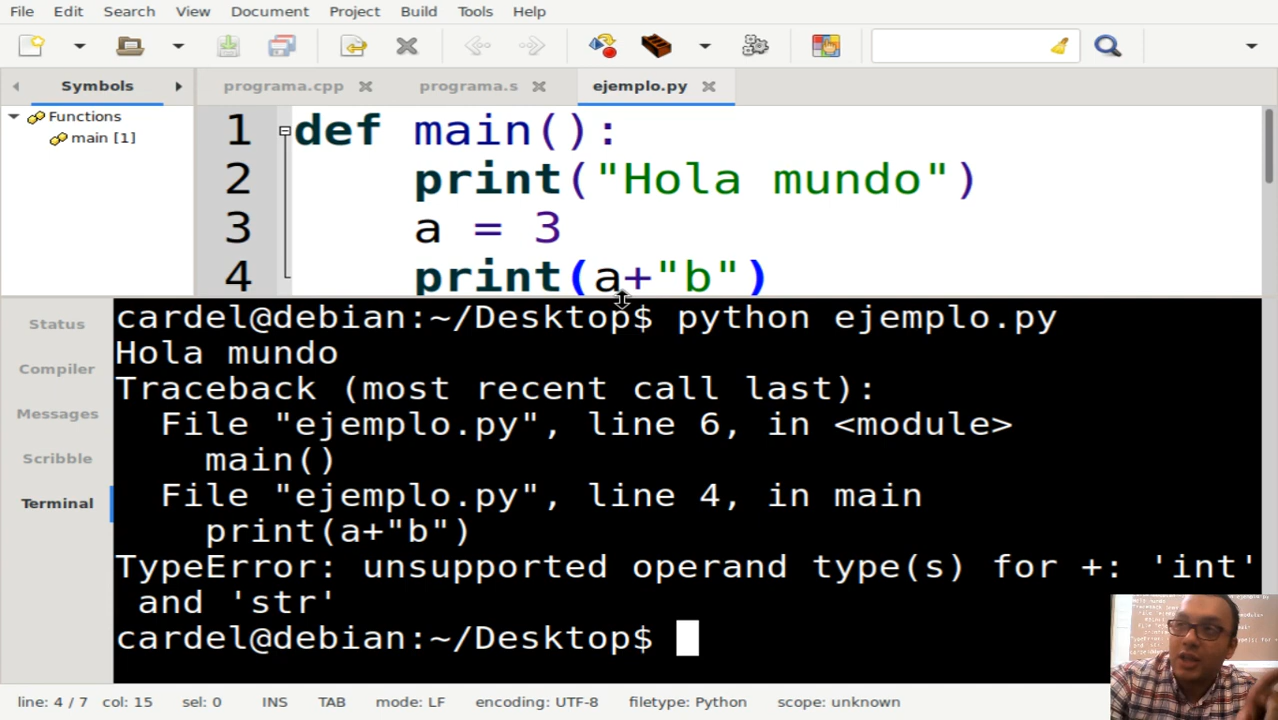 File Edit Search View Document Project Build Tools Help
Symbols
programa.cpp programa.s ejemplo.py
Functions
main [1]
1 def main():
2 print("Hola mundo")
3 a = 3
4 print(a+"b")
Status
Compiler
Messages
Scribble
Terminal
cardel@debian:~/Desktop$ python ejemplo.py
Hola mundo
Traceback (most recent call last):
File "ejemplo.py", line 6, in <module>
main()
File "ejemplo.py", line 4, in main
print(a+"b")
TypeError: unsupported operand type(s) for +: 'int'
and 'str'
cardel@debian:~/Desktop$
line: 4 / 7 col: 15 sel: 0 INS TAB mode: LF encoding: UTF-8 filetype: Python scope: unknown